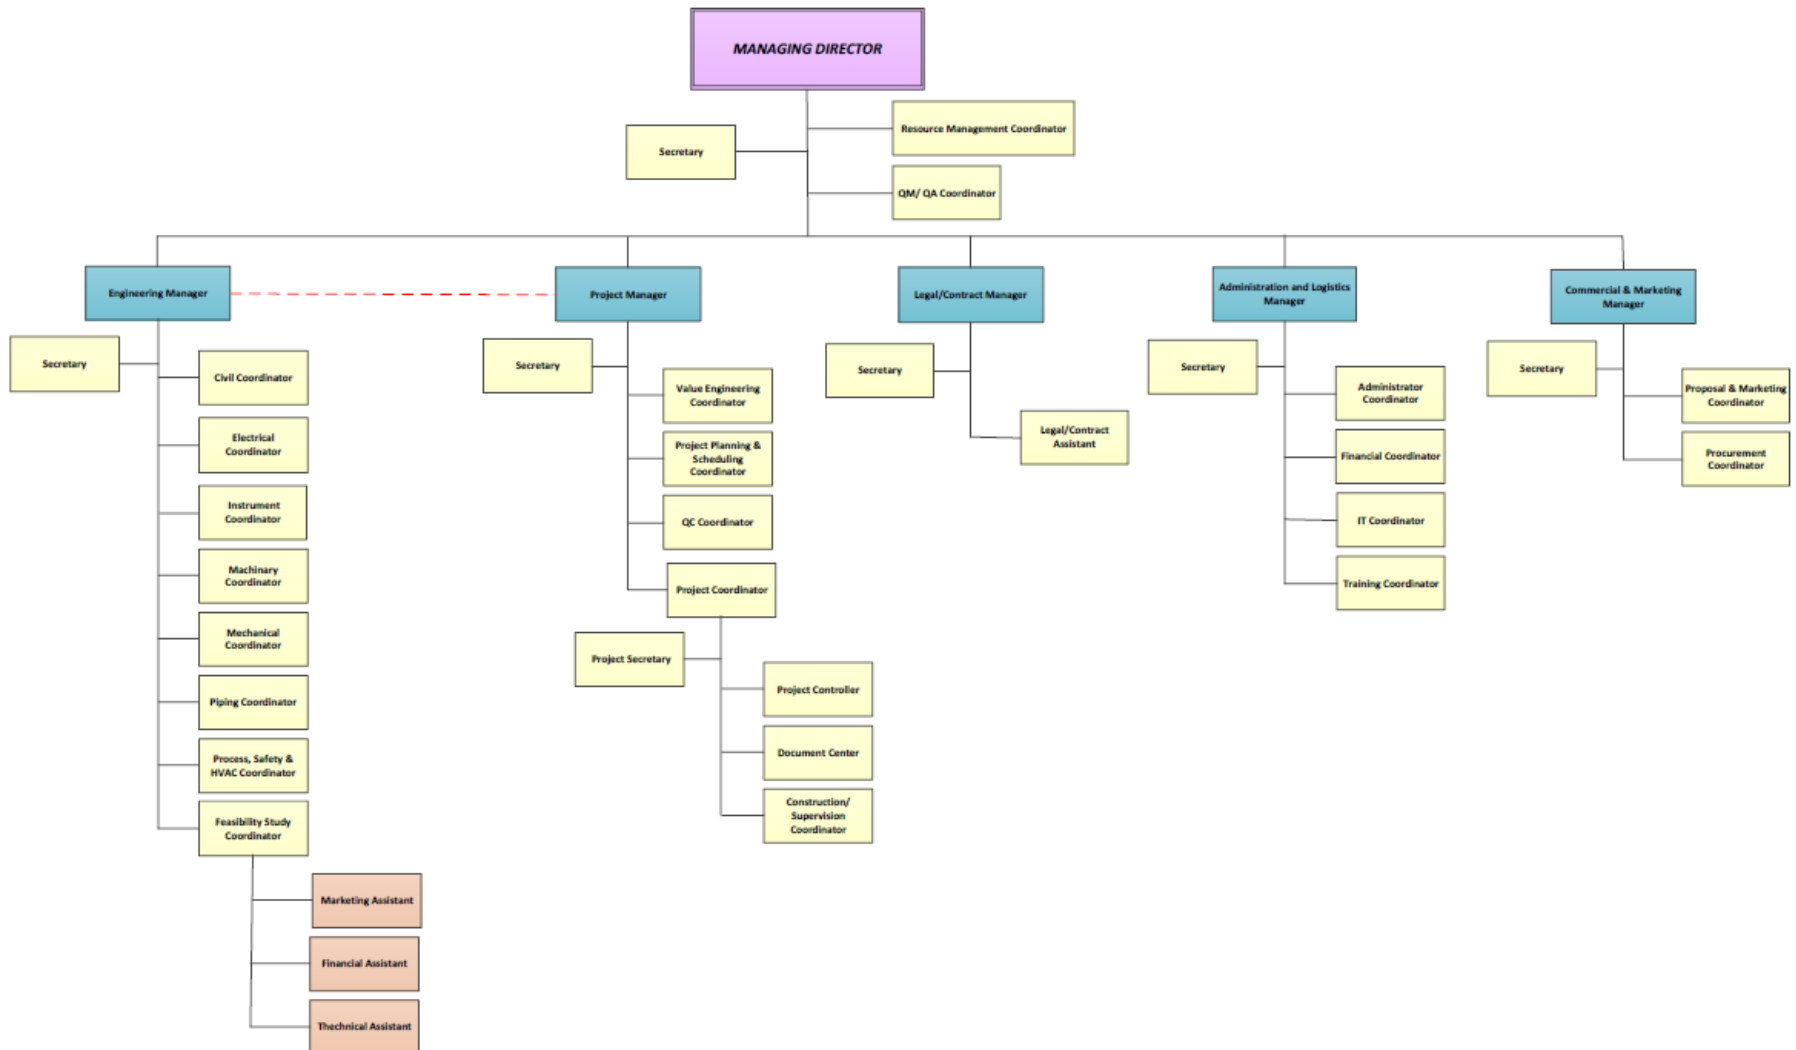 MANAGING DIRECTOR
Resource Management Coordinator
Secretary
QM/ QA Coordinator
Engineering Manager
Project Manager
Legal/Contract Manager
Administration and Logistics
Manager
Commercial & Marketing
Manager
Secretary
Civil Coordinator
Electrical
Coordinator
Instrument
Coordinator
Machinary
Coordinator
Mechanical
Coordinator
Piping Coordinator
Process, Safety &
HVAC Coordinator
Feasibility Study
Coordinator
Marketing Assistant
Financial Assistant
Thechnical Assistant
Secretary
Value Engineering
Coordinator
Project Planning &
Scheduling
Coordinator
QC Coordinator
Project Coordinator
Project Secretary
Project Controller
Document Center
Construction/
Supervision
Coordinator
Secretary
Legal/Contract
Assistant
Secretary
Administrator
Coordinator
Financial Coordinator
IT Coordinator
Training Coordinator
Secretary
Proposal & Marketing
Coordinator
Procurement
Coordinator